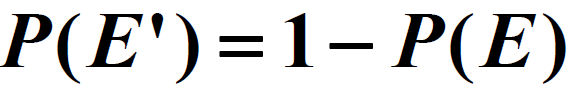 P(E') = 1 − P(E)